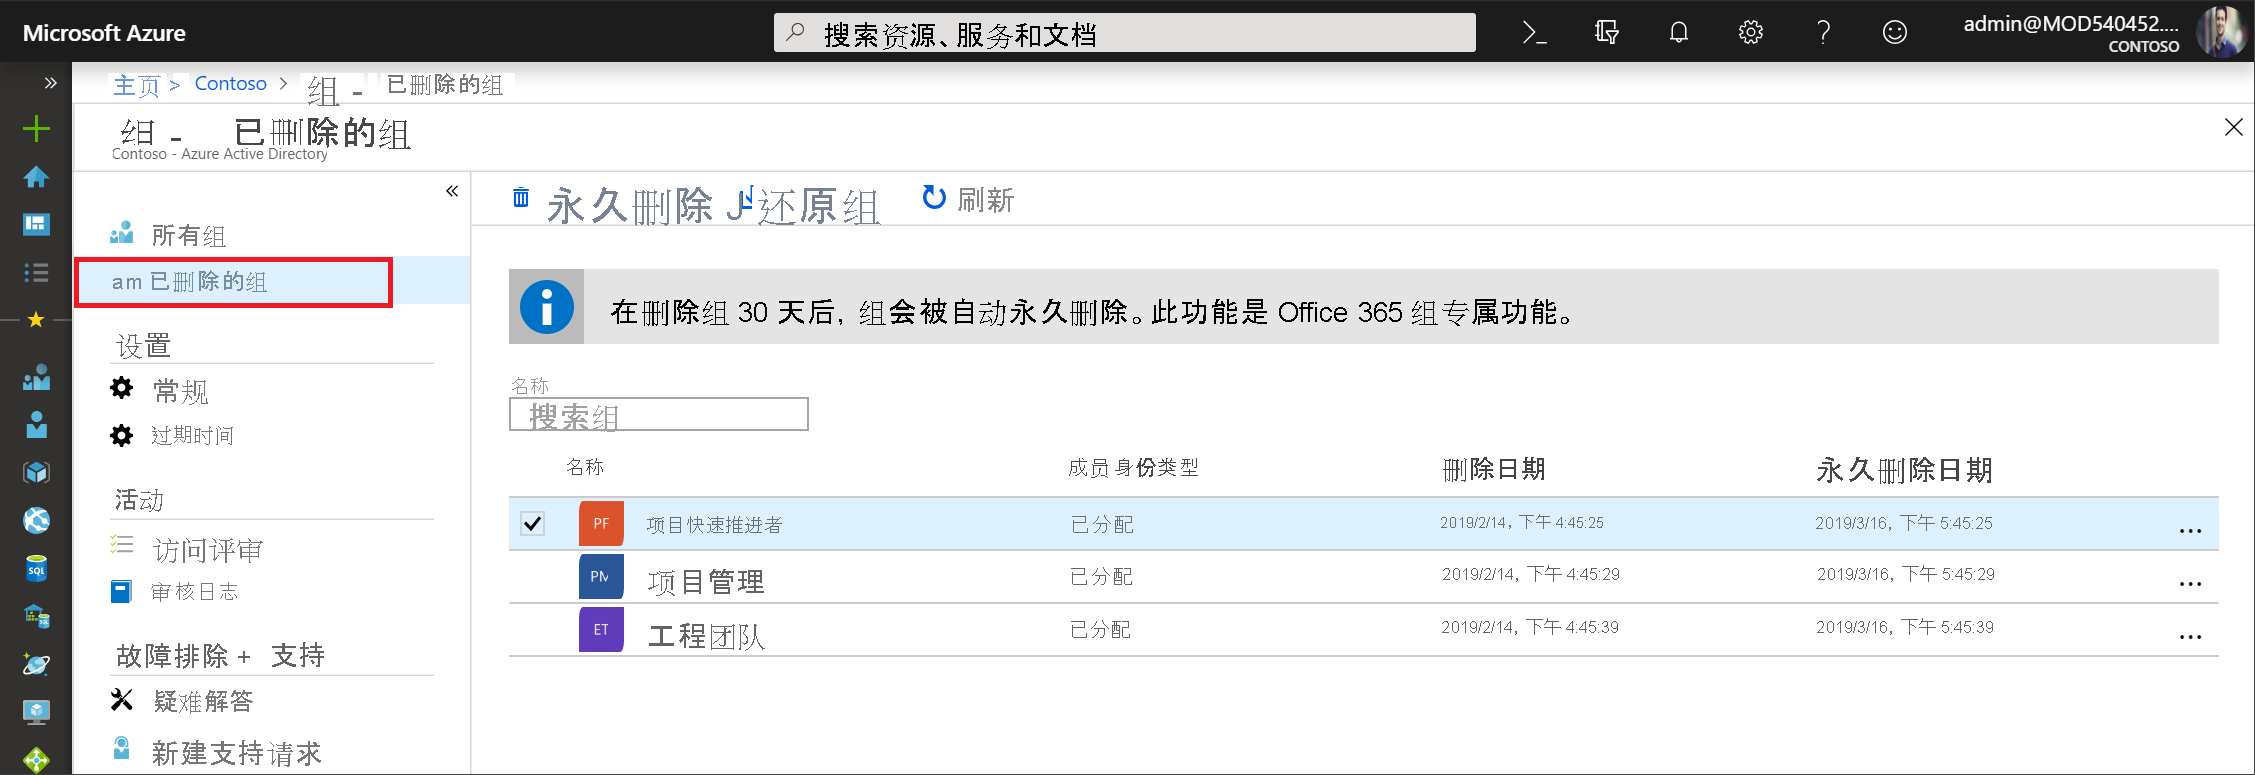 Microsoft Azure
搜索资源、服务和文档
admin@MOD540452....
CONTOSO
主页 > Contoso > 组 - 已删除的组
组 - 已删除的组
Contoso - Azure Active Directory
永久删除 还原组 刷新
所有组
am 已删除的组
设置
常规
过期时间
活动
访问评审
审核日志
故障排除 + 支持
疑难解答
新建支持请求
在删除组 30 天后，组会被自动永久删除。此功能是 Office 365 组专属功能。
名称
搜索组
名称 成员身份类型 删除日期 永久删除日期
PF 项目快速推进者 已分配 2019/2/14，下午 4:45:25 2019/3/16，下午 5:45:25 ...
PM 项目管理 已分配 2019/2/14，下午 4:45:29 2019/3/16，下午 5:45:29 ...
ET 工程团队 已分配 2019/2/14，下午 4:45:39 2019/3/16，下午 5:45:39 ...
SQL